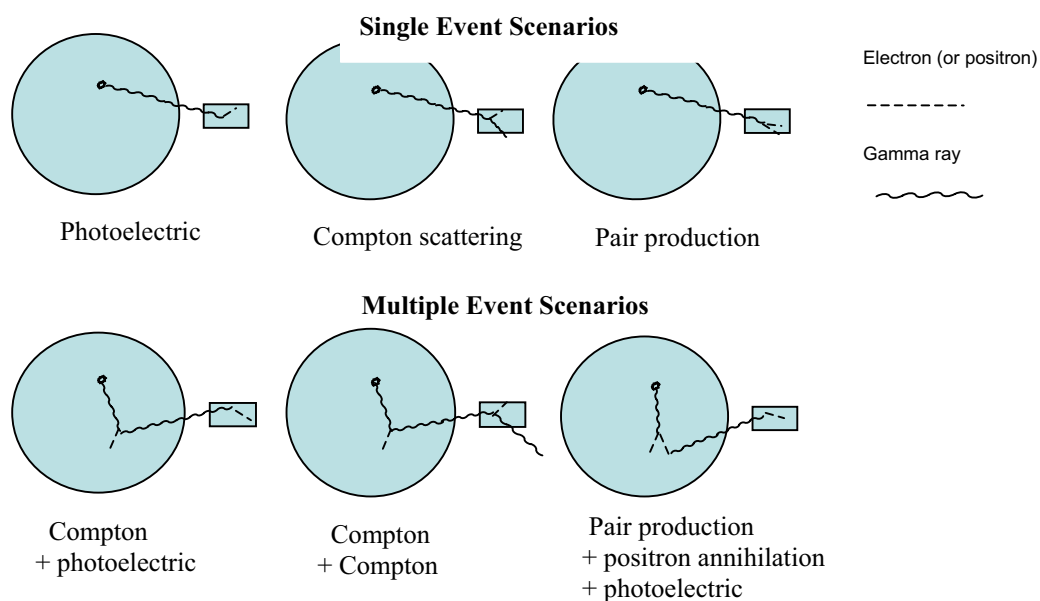 Single Event Scenarios
Electron (or positron)
Gamma ray
Photoelectric
Compton scattering
Pair production
Multiple Event Scenarios
Compton
+ photoelectric
Compton
+ Compton
Pair production
+ positron annihilation
+ photoelectric